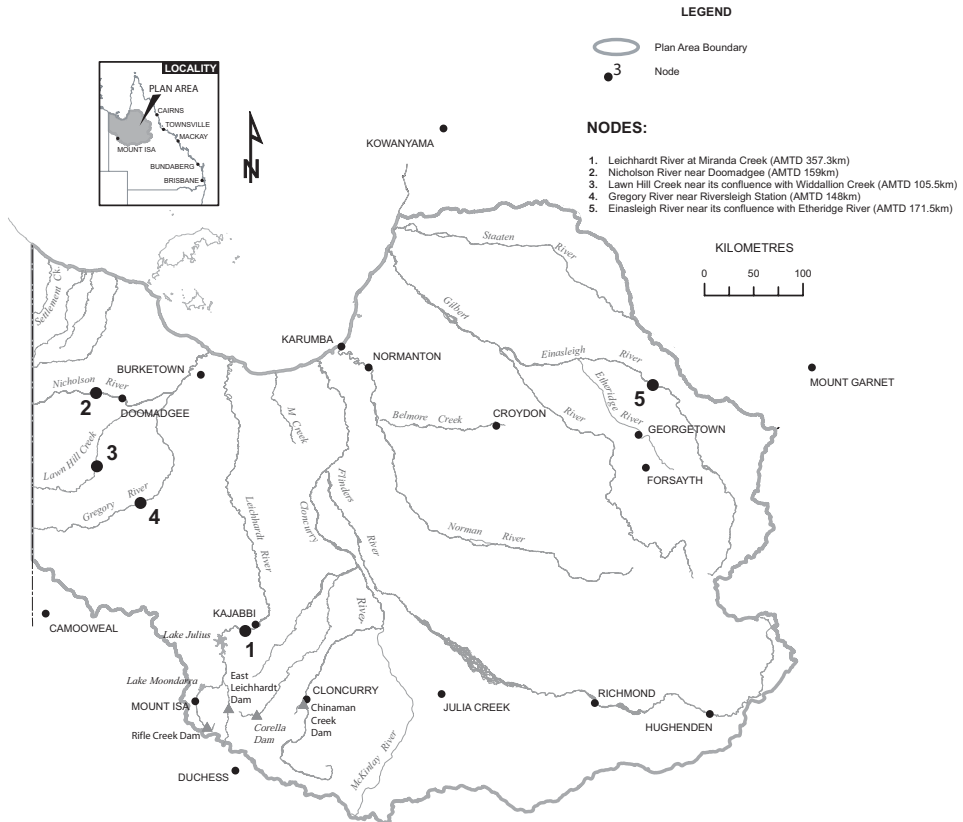 LEGEND
Plan Area Boundary
3
Node
LOCALITY
PLAN AREA
CAIRNS
TOWNSVILLE
MACKAY
MOUNT ISA
BUNDABERG
BRISBANE
N
KOWANYAMA
NODES:
1. Leichhardt River at Miranda Creek (AMTD 357.3km)
2. Nicholson River near Doomadgee (AMTD 159km)
3. Lawn Hill Creek near its confluence with Widdallion Creek (AMTD 105.5km)
4. Gregory River near Riversleigh Station (AMTD 148km)
5. Einasleigh River near its confluence with Etheridge River (AMTD 171.5km)
KILOMETRES
0 50 100
Staaten River
Settlement Ck.
Gilbert River
KARUMBA
NORMANTON
Einasleigh River
BURKETOWN
MOUNT GARNET
Nicholson River
2
DOOMADGEE
5
Etheridge River
M Creek
Belmore Creek
CROYDON
GEORGETOWN
Lawn Hill Creek
3
FORSAYTH
Gregory River
4
Leichhardt River
Cloncurry River
Flinders River
Norman River
CAMOOWEAL
KAJABBI
1
Lake Julius
Lake Moondarra
East
Leichhardt
Dam
MOUNT ISA
CLONCURRY
Chinaman
Creek
Dam
Corella
Dam
Rifle Creek Dam
JULIA CREEK
RICHMOND
HUGHENDEN
McKinlay River
DUCHESS